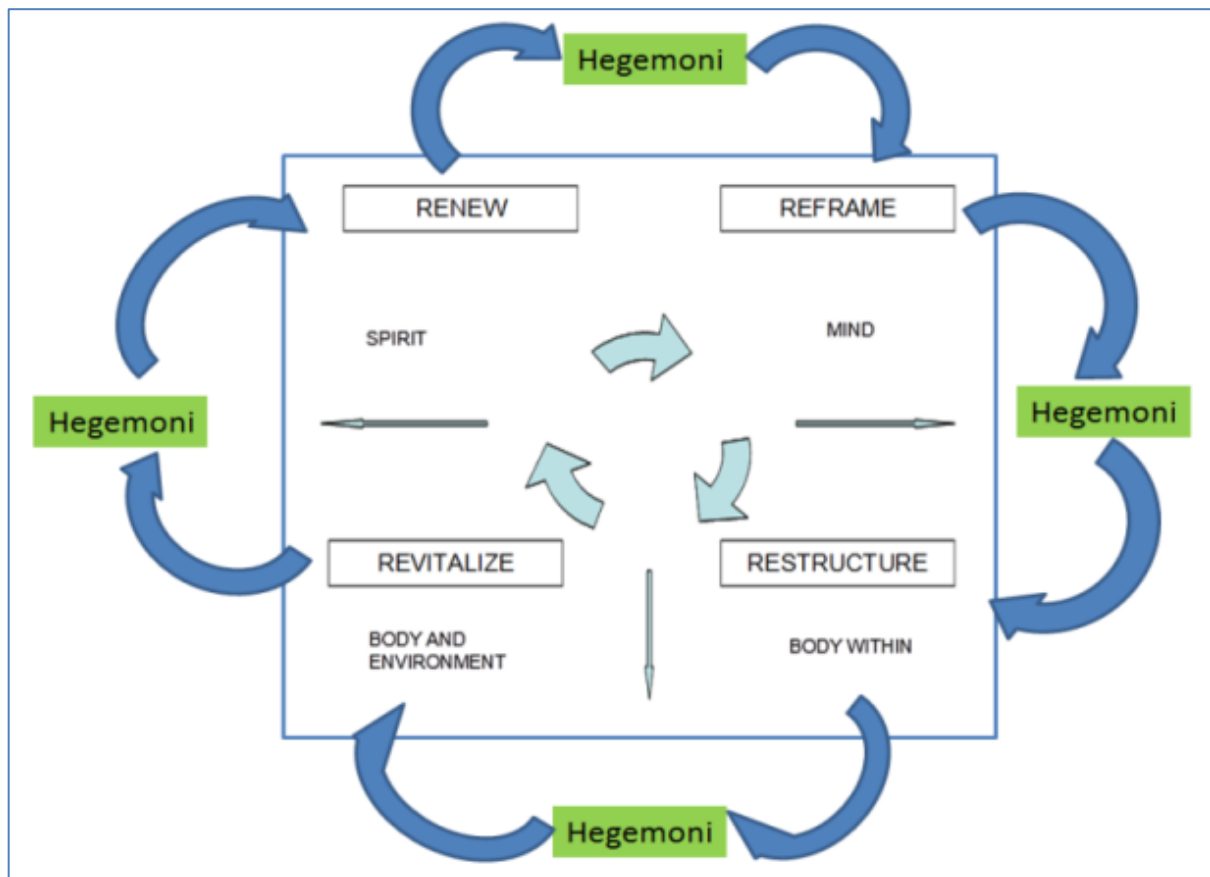 Hegemoni
RENEW
REFRAME
SPIRIT
MIND
Hegemoni
Hegemoni
REVITALIZE
RESTRUCTURE
BODY AND
ENVIRONMENT
BODY WITHIN
Hegemoni